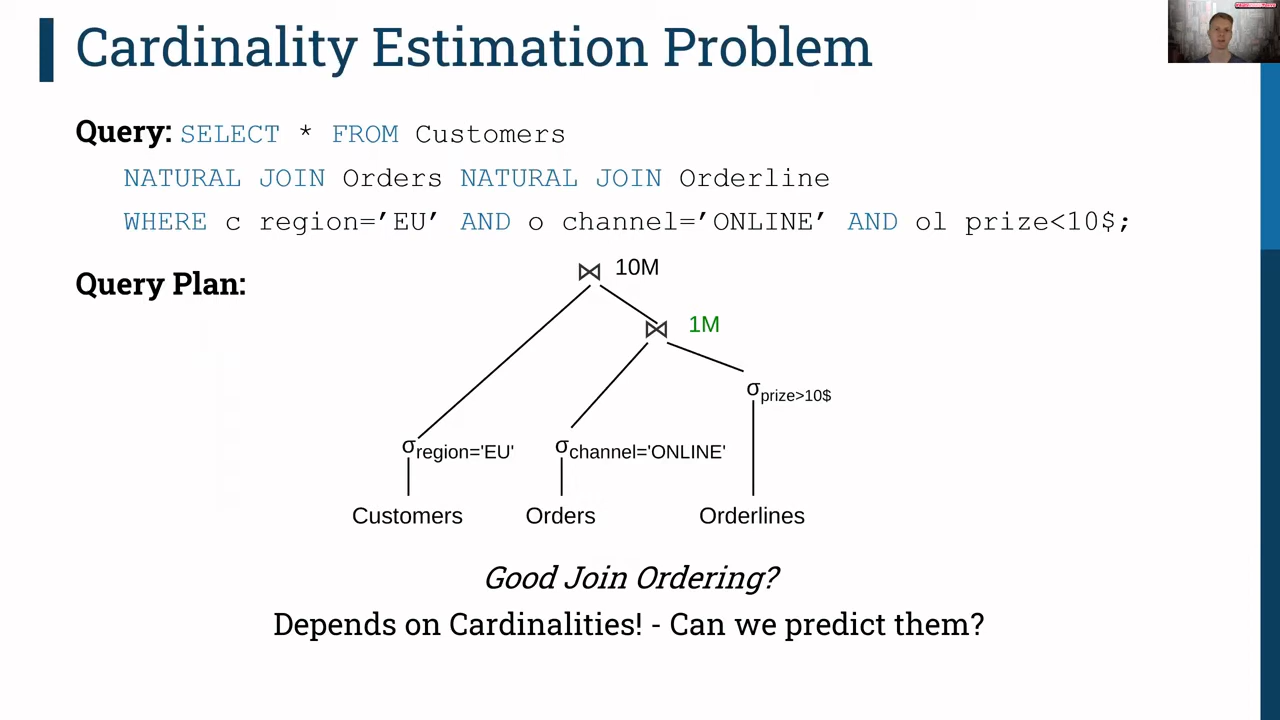 Cardinality Estimation Problem
Query: SELECT * FROM Customers
NATURAL JOIN Orders NATURAL JOIN Orderline
WHERE c region=’EU’ AND o channel=’ONLINE’ AND ol prize<10$;
Query Plan:
⋈ 10M
⋈ 1M
σprize>10$
σregion='EU' σchannel='ONLINE'
Customers Orders Orderlines
Good Join Ordering?
Depends on Cardinalities! - Can we predict them?